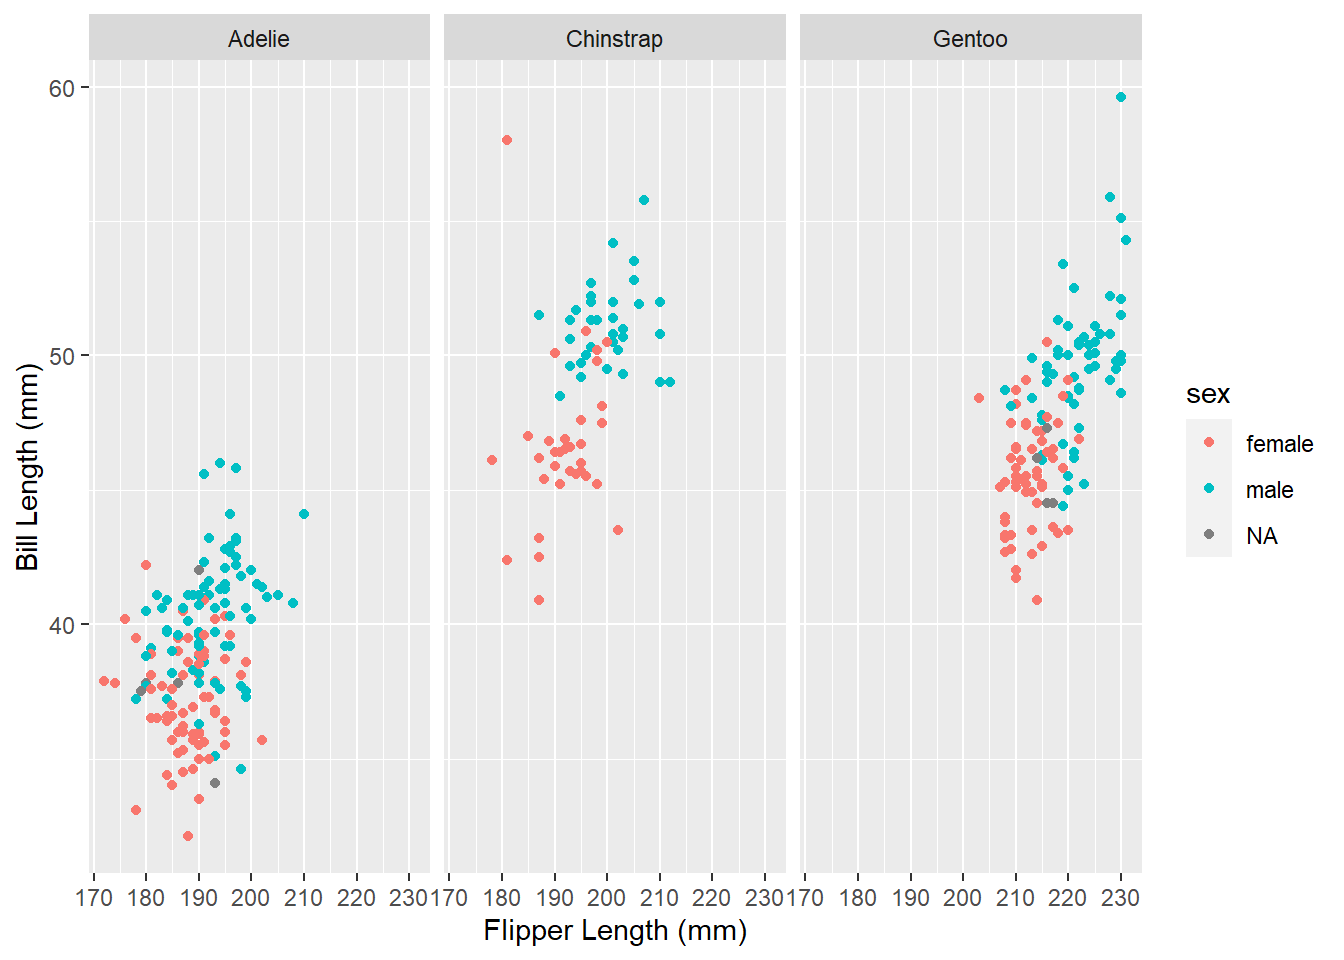 Adelie Chinstrap Gentoo
60
50
40
Bill Length (mm)
170 180 190 200 210 220 230 170 180 190 200 210 220 230 170 180 190 200 210 220 230
Flipper Length (mm)
sex
female
male
NA